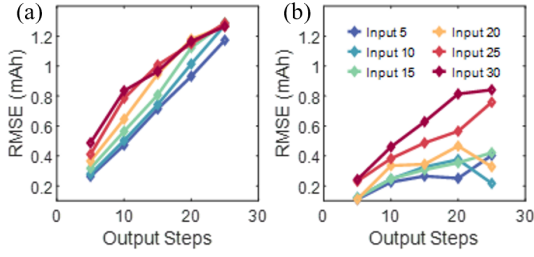 (a)
RMSE (mAh)
1.2
1
0.8
0.6
0.4
0.2
0 10 20 30
Output Steps
(b)
RMSE (mAh)
1.2
1
0.8
0.6
0.4
0.2
Input 5 Input 20
Input 10 Input 25
Input 15 Input 30
0 10 20 30
Output Steps